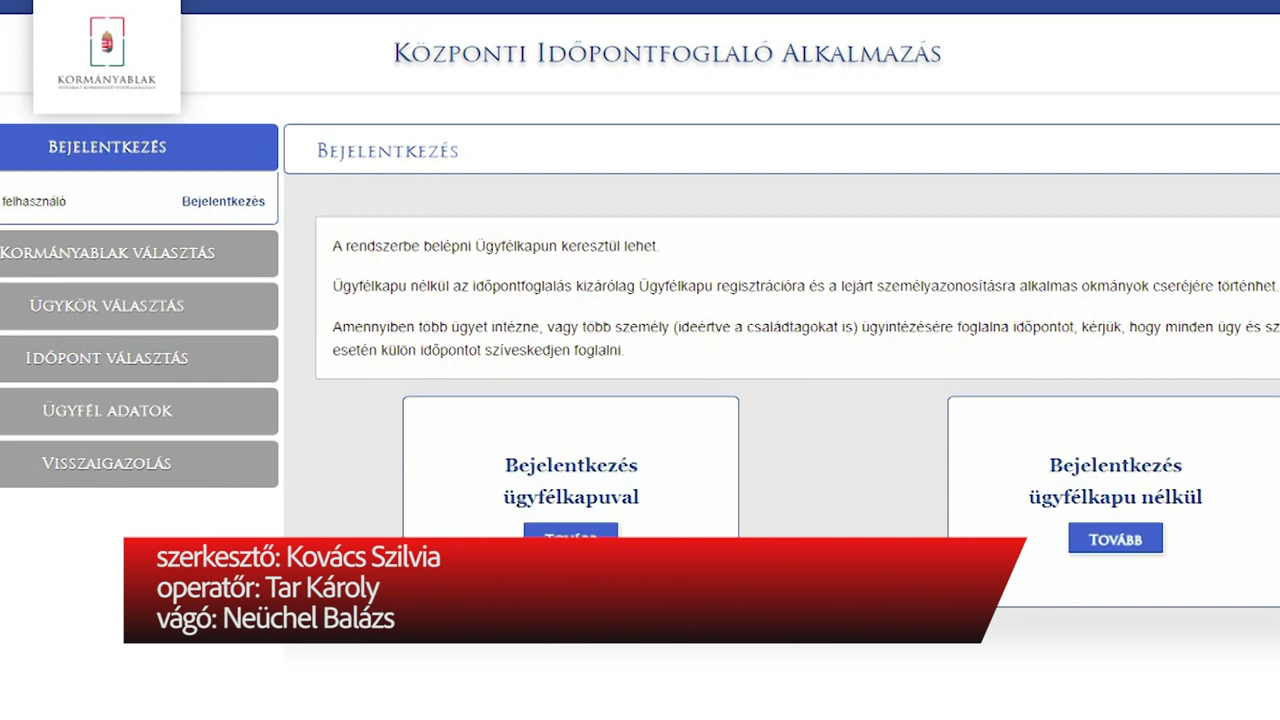 KORMÁNYABLAK
KÖZPONTI IDŐPONTFOGLALÓ ALKALMAZÁS
BEJELENTKEZÉS
felhasználó Bejelentkezés
KORMÁNYABLAK VÁLASZTÁS
ÜGYKÖR VÁLASZTÁS
IDŐPONT VÁLASZTÁS
ÜGYFÉL ADATOK
VISSZAIGAZOLÁS
BEJELENTKEZÉS
A rendszerbe belépni Ügyfélkapun keresztül lehet.
Ügyfélkapu nélkül az időpontfoglalás kizárólag Ügyfélkapu regisztrációra és a lejárt személyazonosításra alkalmas okmányok cseréjére történhet.
Amennyiben több ügyet intézne, vagy több személy (ideértve a családtagokat is) ügyintézésére foglalna időpontot, kérjük, hogy minden ügy és sz
esetén külön időpontot szíveskedjen foglalni.
Bejelentkezés
ügyfélkapuval
TOVÁBB
Bejelentkezés
ügyfélkapu nélkül
TOVÁBB
szerkesztő: Kovács Szilvia
operatőr: Tar Károly
vágó: Neüchel Balázs